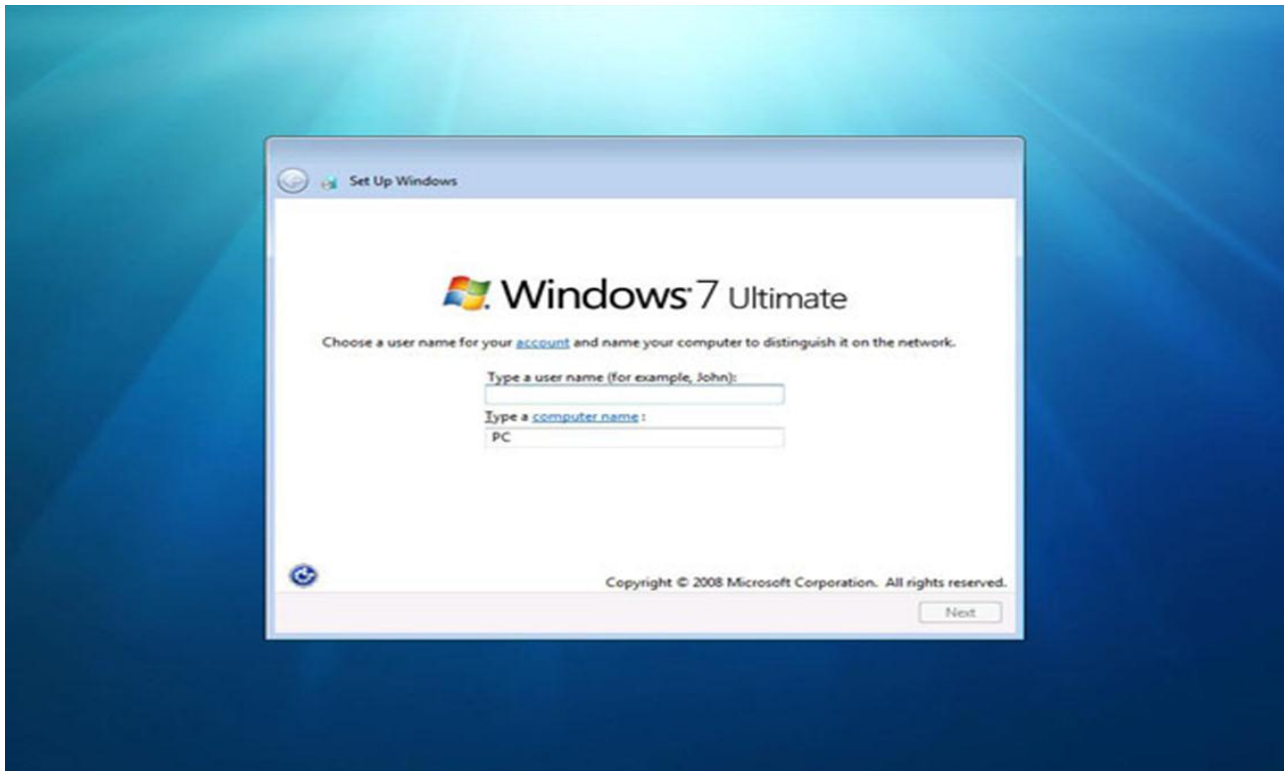 Set Up Windows
Windows 7 Ultimate
Choose a user name for your account and name your computer to distinguish it on the network.
Type a user name (for example, John):
Type a computer name :
PC
Copyright © 2008 Microsoft Corporation. All rights reserved.
Next